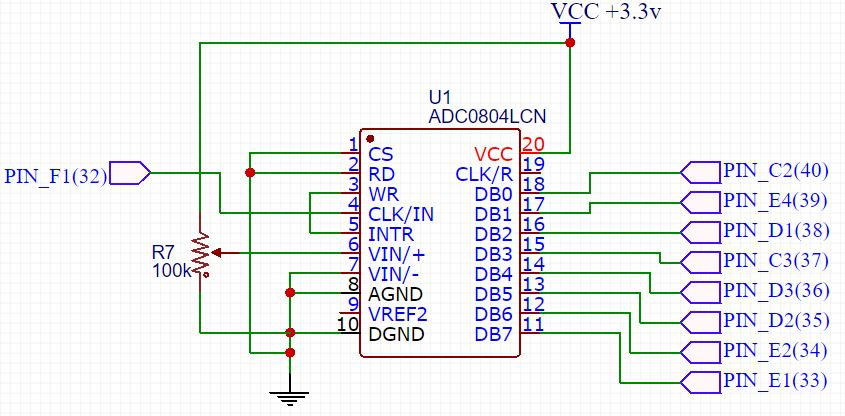 VCC +3.3v
U1
ADC0804LCN
1 CS VCC 20
2 RD CLK/R 19
3 WR DB0 18
4 CLK/IN DB1 17
5 INTR DB2 16
6 VIN/+ DB3 15
7 VIN/- DB4 14
8 AGND DB5 13
9 VREF2 DB6 12
10 DGND DB7 11
PIN_F1(32)
R7
100k
PIN_C2(40)
PIN_E4(39)
PIN_D1(38)
PIN_C3(37)
PIN_D3(36)
PIN_D2(35)
PIN_E2(34)
PIN_E1(33)